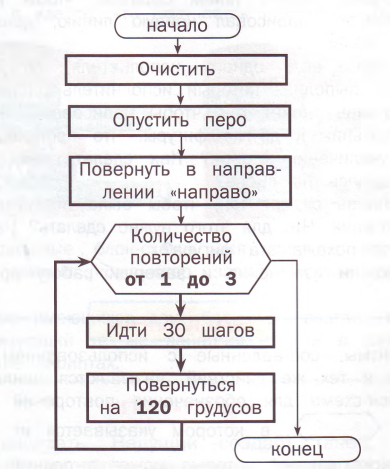 начало
Очистить
Опустить перо
Повернуть в направ-
лении «направо»
Количество
повторений
от 1 до 3
Идти 30 шагов
Повернуться
на 120 грудусов
конец